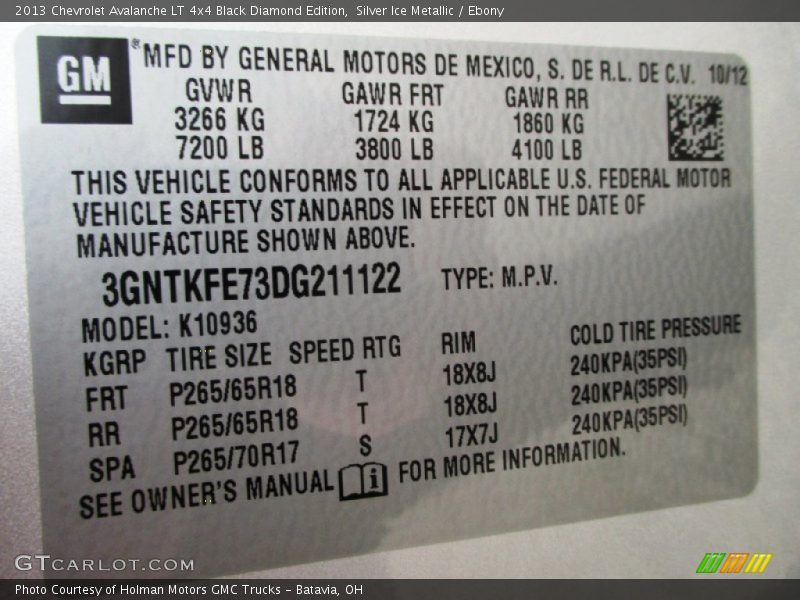 2013 Chevrolet Avalanche LT 4x4 Black Diamond Edition, Silver Ice Metallic / Ebony
GM
® MFD BY GENERAL MOTORS DE MEXICO, S. DE R.L. DE C.V. 10/12
GVWR GAWR FRT GAWR RR
3266 KG 1724 KG 1860 KG
7200 LB 3800 LB 4100 LB
THIS VEHICLE CONFORMS TO ALL APPLICABLE U.S. FEDERAL MOTOR
VEHICLE SAFETY STANDARDS IN EFFECT ON THE DATE OF
MANUFACTURE SHOWN ABOVE.
3GNTKFE73DG211122 TYPE: M.P.V.
MODEL: K10936
KGRP TIRE SIZE SPEED RTG RIM COLD TIRE PRESSURE
FRT P265/65R18 T 18X8J 240KPA(35PSI)
RR P265/65R18 T 18X8J 240KPA(35PSI)
SPA P265/70R17 S 17X7J 240KPA(35PSI)
SEE OWNER'S MANUAL i FOR MORE INFORMATION.
GTCARLOT.COM
Photo Courtesy of Holman Motors GMC Trucks - Batavia, OH